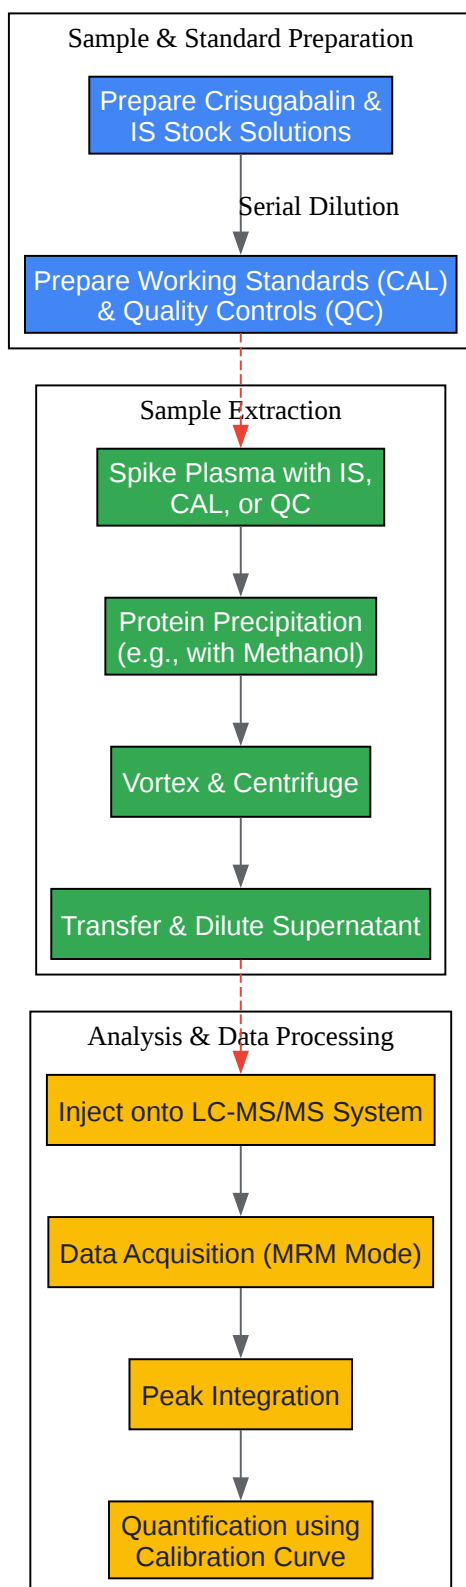 Sample & Standard Preparation
Prepare Crisugabalin &
IS Stock Solutions
Serial Dilution
Prepare Working Standards (CAL)
& Quality Controls (QC)
Sample Extraction
Spike Plasma with IS,
CAL, or QC
Protein Precipitation
(e.g., with Methanol)
Vortex & Centrifuge
Transfer & Dilute Supernatant
Analysis & Data Processing
Inject onto LC-MS/MS System
Data Acquisition (MRM Mode)
Peak Integration
Quantification using
Calibration Curve